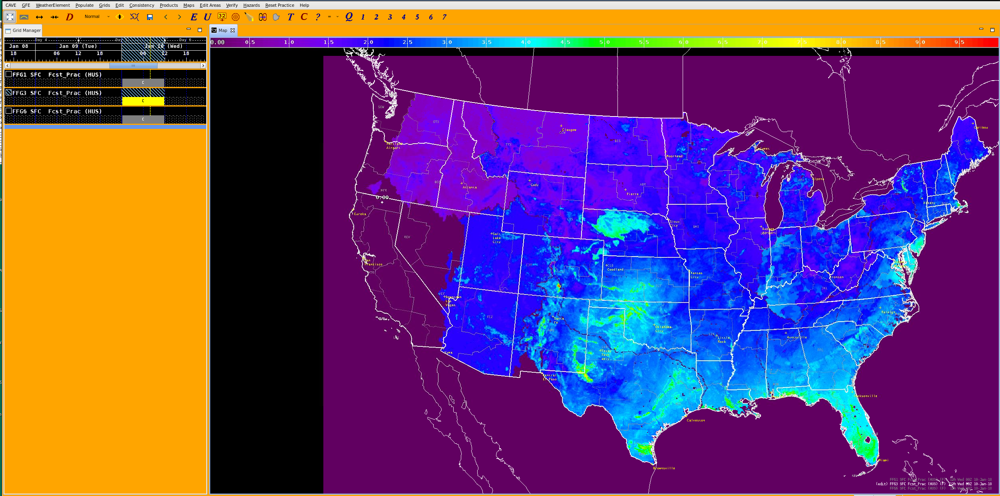 CAVE GFE WeatherElement Populate Grids Edit Consistency Products Maps Edit Areas Verify Hazards Reset Practice Help
D Normal < > E U 32 T C ? = Q 1 2 3 4 5 6 7
Grid Manager
Map
Day 4 Day 5 Day 6
Jan 08 Jan 09 (Tue) Jan 10 (Wed)
18 06 12 18 06 12 18
FFG1 SFC Fcst_Prac (HUS)
C
FFG3 SFC Fcst_Prac (HUS)
C
FFG6 SFC Fcst_Prac (HUS)
C
0.00 0.5 1.0 1.5 2.0 2.5 3.0 3.5 4.0 4.5 5.0 5.5 6.0 6.5 7.0 7.5 8.0 8.5 9.0 9.5
SEW
OTX
Glasgow
Caribou
CAR
BIS
TFX
Portland
Airport
Moorhead
Alpena
APX
BOI
Cody
ABR
Pierre
MFR
0.00
Albany
Eureka
CYS
Sioux
City
DMX
Airport
CLE
Salt
Lake
City
REV
San
Francisco
MTR
GJT
GLD
Goodland
Kansas
City
ICT
JKL
VEF
Downtown
Las
Vegas
FGZ
Santa
Fe
Raleigh
Oklahoma
City
LZK
Little
Rock
Huntsville
FFC
Yuma
Texas
Tech
Univ.
Central
El Paso
Jacksonville
Galveston
Miami
Brownsville
FFG1 SFC Fcst_Prac (HUS) (F) 12h Wed 00Z 10-Jan-18
(edit) FFG3 SFC Fcst_Prac (HUS) (F) 12h Wed 00Z 10-Jan-18
FFG6 SFC Fcst_Prac (HUS) (F) 12h Wed 00Z 10-Jan-18